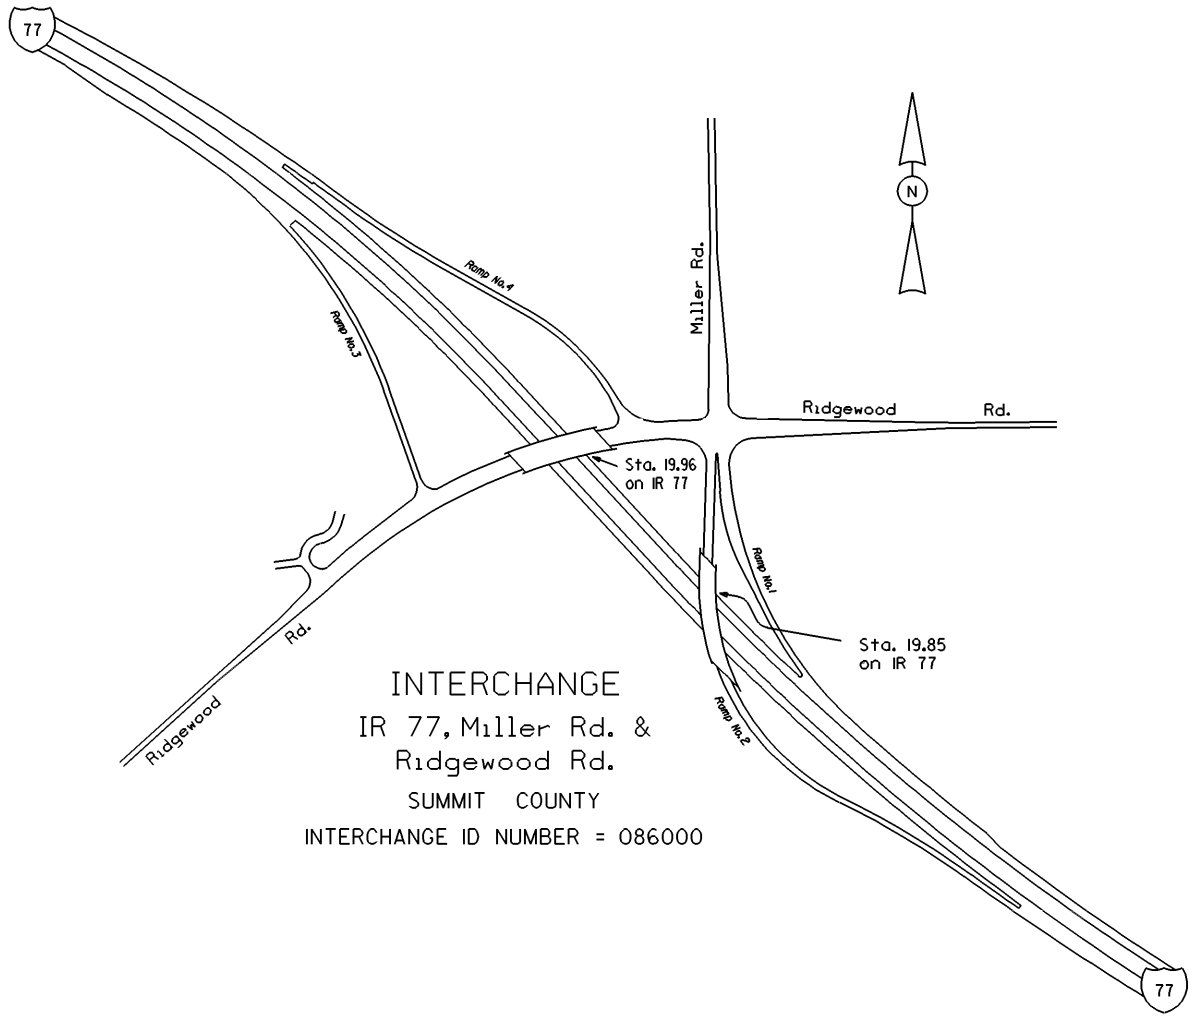 77
N
Miller Rd.
Ramp No.4
Ramp No.3
Ridgewood Rd.
Sta. 19.96
on IR 77
Ramp No.1
Sta. 19.85
on IR 77
Rd.
Ridgewood
Ramp No.2
INTERCHANGE
IR 77, Miller Rd. &
Ridgewood Rd.
SUMMIT COUNTY
INTERCHANGE ID NUMBER = 086000
77